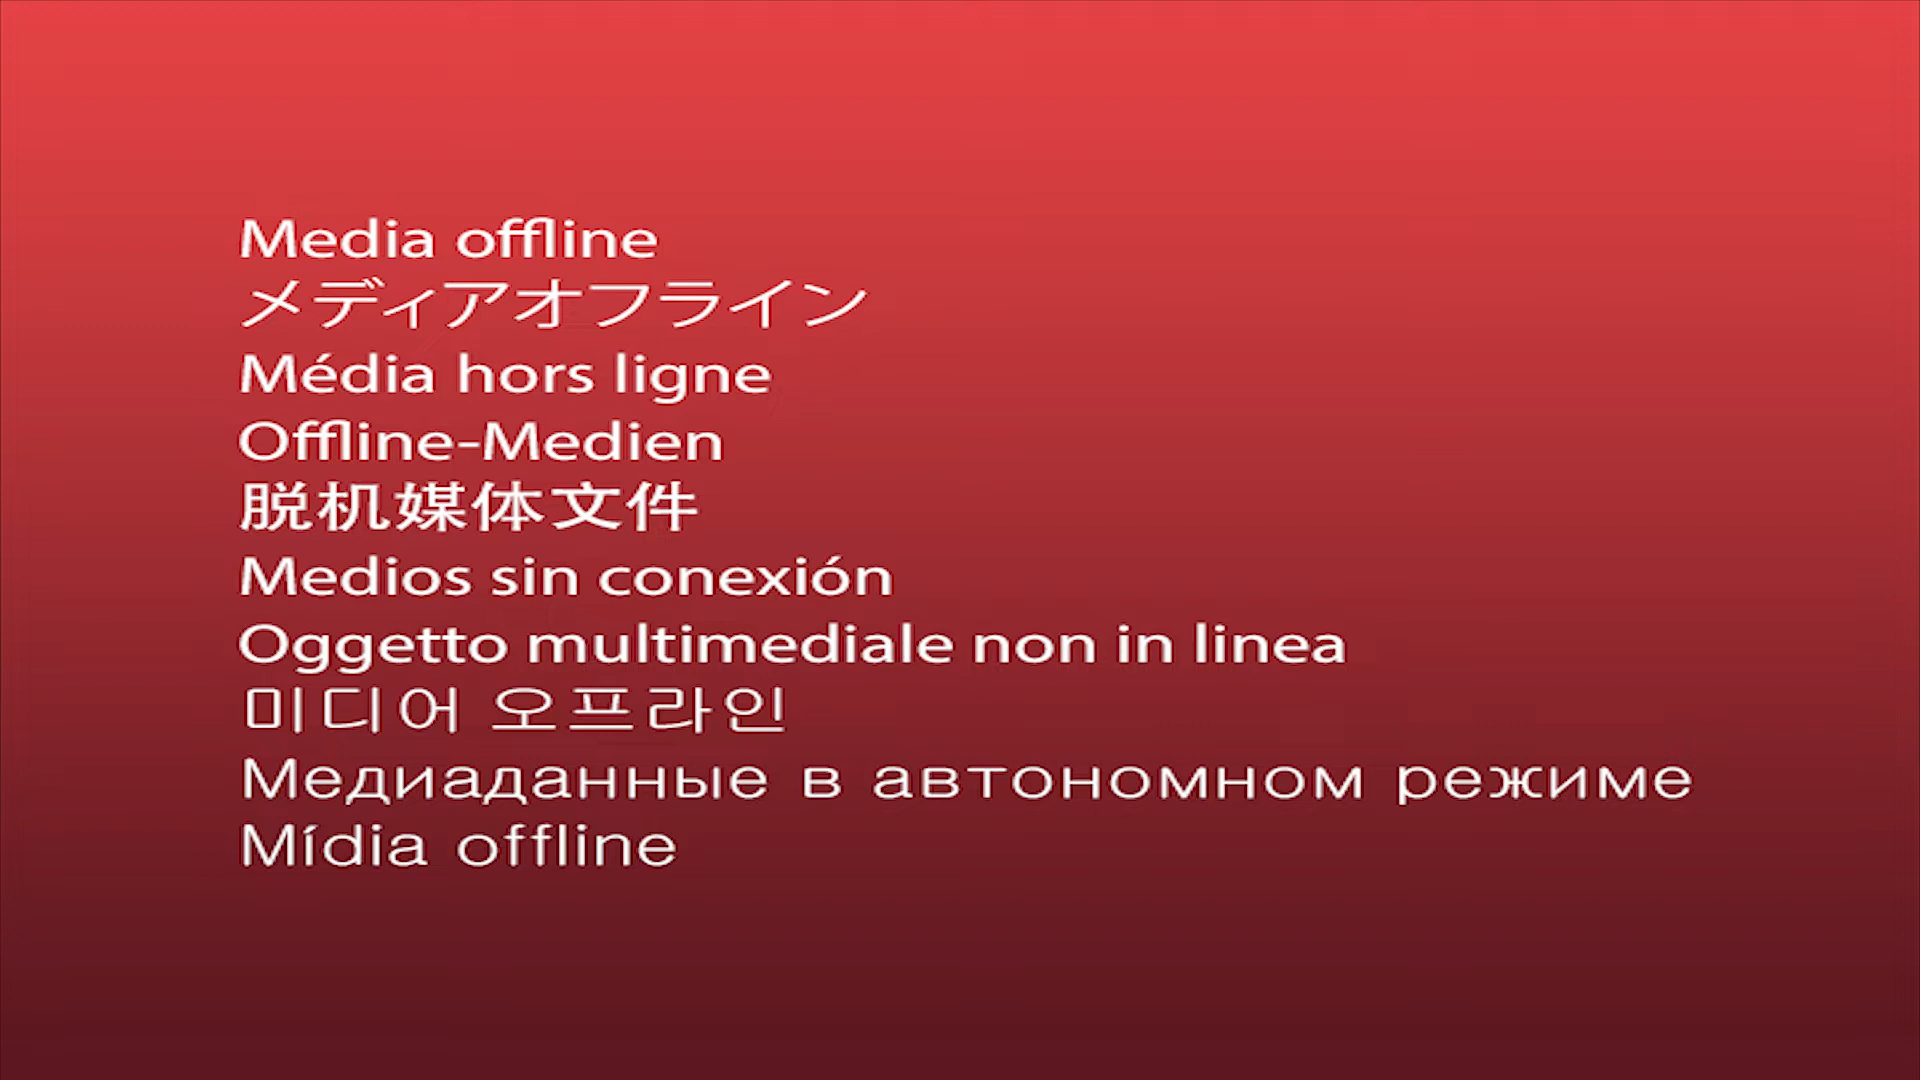 Media offline
メディアオフライン
Média hors ligne
Offline-Medien
脱机媒体文件
Medios sin conexión
Oggetto multimediale non in linea
미디어 오프라인
Медиаданные в автономном режиме
Mídia offline